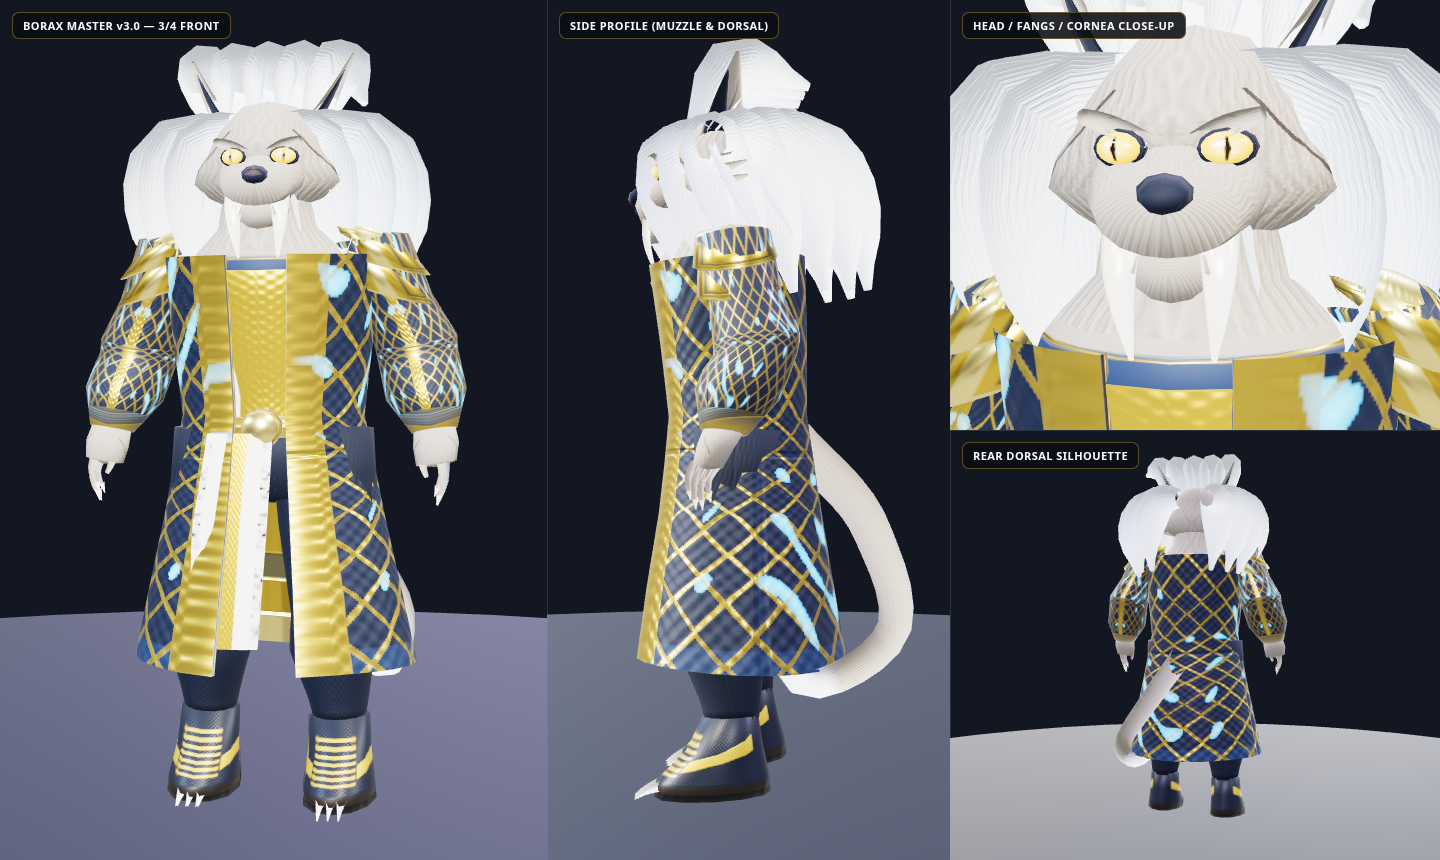 BORAX MASTER v3.0 — 3/4 FRONT
SIDE PROFILE (MUZZLE & DORSAL)
HEAD / FANGS / CORNEA CLOSE-UP
REAR DORSAL SILHOUETTE